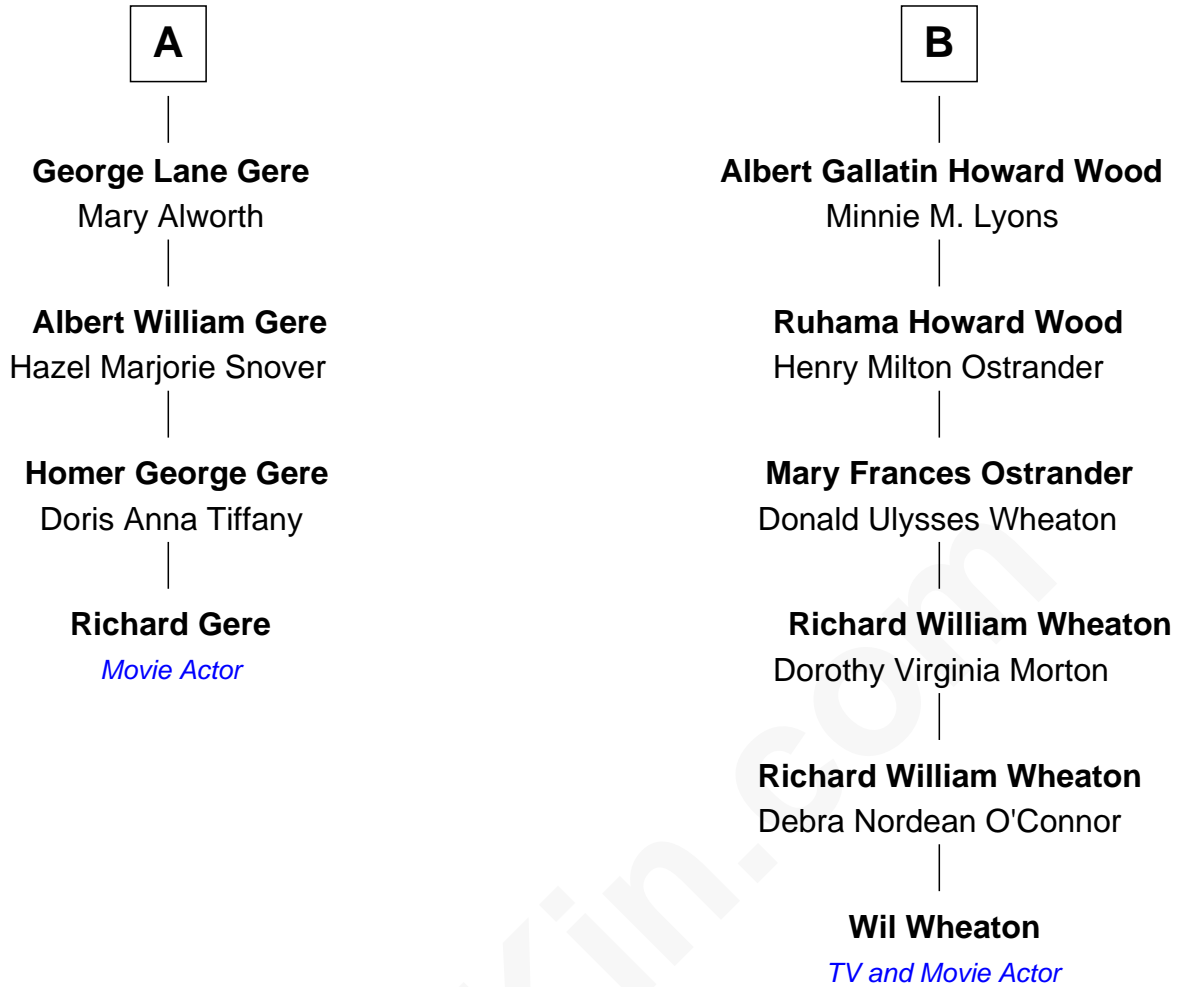 A
George Lane Gere
Mary Alworth
Albert William Gere
Hazel Marjorie Snover
Homer George Gere
Doris Anna Tiffany
Richard Gere
Movie Actor
B
Albert Gallatin Howard Wood
Minnie M. Lyons
Ruhama Howard Wood
Henry Milton Ostrander
Mary Frances Ostrander
Donald Ulysses Wheaton
Richard William Wheaton
Dorothy Virginia Morton
Richard William Wheaton
Debra Nordean O'Connor
Wil Wheaton
TV and Movie Actor
Kin.com